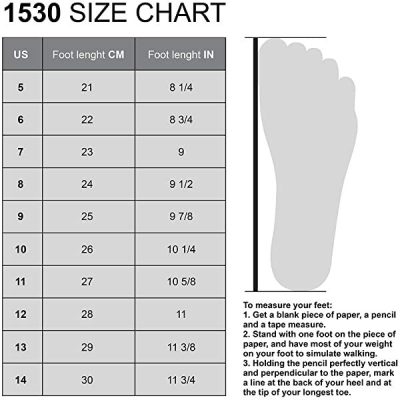 1530 SIZE CHART
US Foot lenght CM Foot lenght IN
5 21 8 1/4
6 22 8 3/4
7 23 9
8 24 9 1/2
9 25 9 7/8
10 26 10 1/4
11 27 10 5/8
12 28 11
13 29 11 3/8
14 30 11 3/4
To measure your feet:
1. Get a blank piece of paper, a pencil
and a tape measure.
2. Stand with one foot on the piece of
paper, and have most of your weight
on your foot to simulate walking.
3. Holding the pencil perfectly vertical
and perpendicular to the paper, mark
a line at the back of your heel and at
the tip of your longest toe.